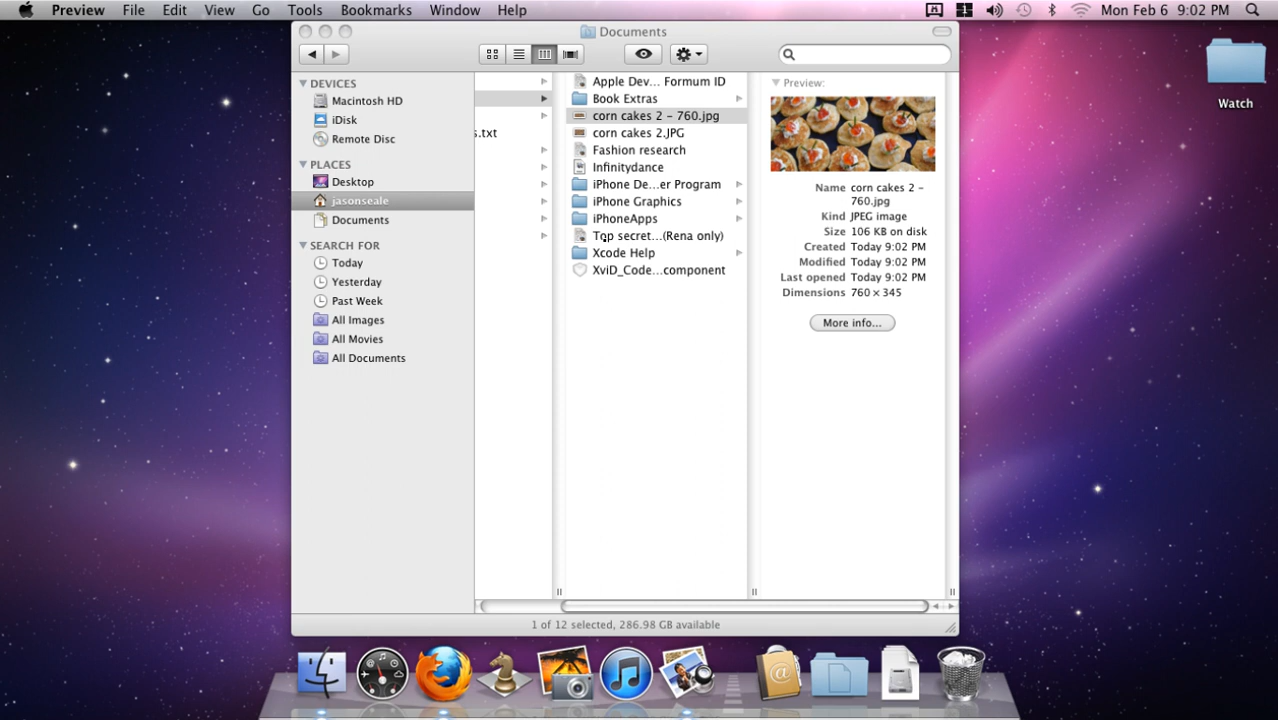 Preview File Edit View Go Tools Bookmarks Window Help 1 Mon Feb 6 9:02 PM
Documents
DEVICES
Macintosh HD
iDisk
Remote Disc
PLACES
Desktop
jasonseale
Documents
SEARCH FOR
Today
Yesterday
Past Week
All Images
All Movies
All Documents
s.txt
Apple Dev... Formum ID
Book Extras
corn cakes 2 - 760.jpg
corn cakes 2.JPG
Fashion research
Infinitydance
iPhone De...er Program
iPhone Graphics
iPhoneApps
Top secret...(Rena only)
Xcode Help
XviD_Code...component
Preview:
Name corn cakes 2 -
760.jpg
Kind JPEG image
Size 106 KB on disk
Created Today 9:02 PM
Modified Today 9:02 PM
Last opened Today 9:02 PM
Dimensions 760 × 345
More info...
1 of 12 selected, 286.98 GB available
Watch
@